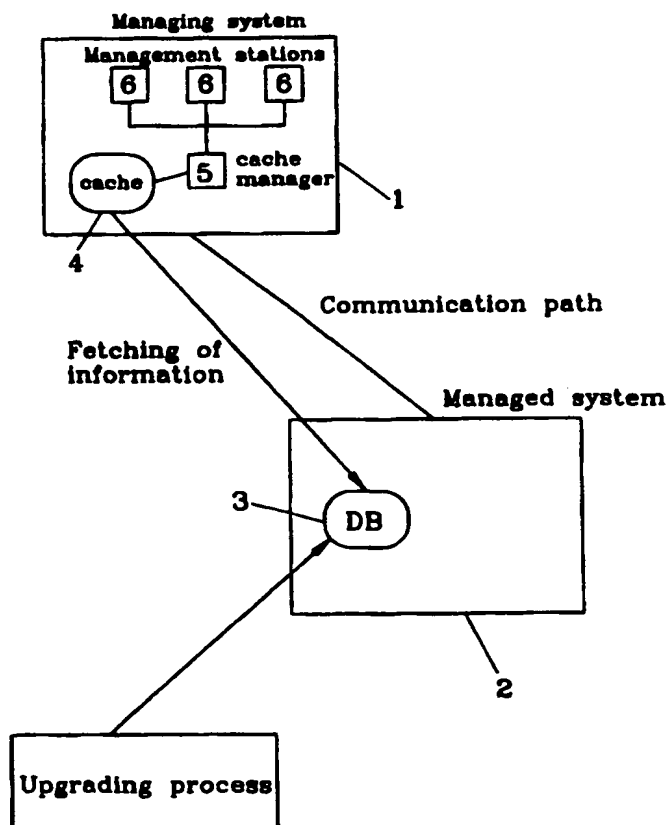 Managing system
Management stations
6 6 6
cache
5
cache
manager
1
4
Communication path
Fetching of
information
Managed system
3
DB
2
Upgrading process